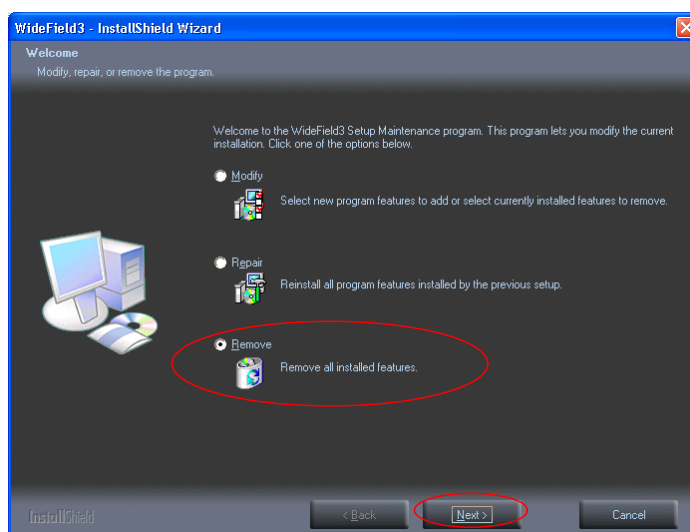 WideField3 - InstallShield Wizard
Welcome
Modify, repair, or remove the program.
Welcome to the WideField3 Setup Maintenance program. This program lets you modify the current
installation. Click one of the options below.
Modify
Select new program features to add or select currently installed features to remove.
Repair
Reinstall all program features installed by the previous setup.
Remove
Remove all installed features.
InstallShield
< Back
Next >
Cancel